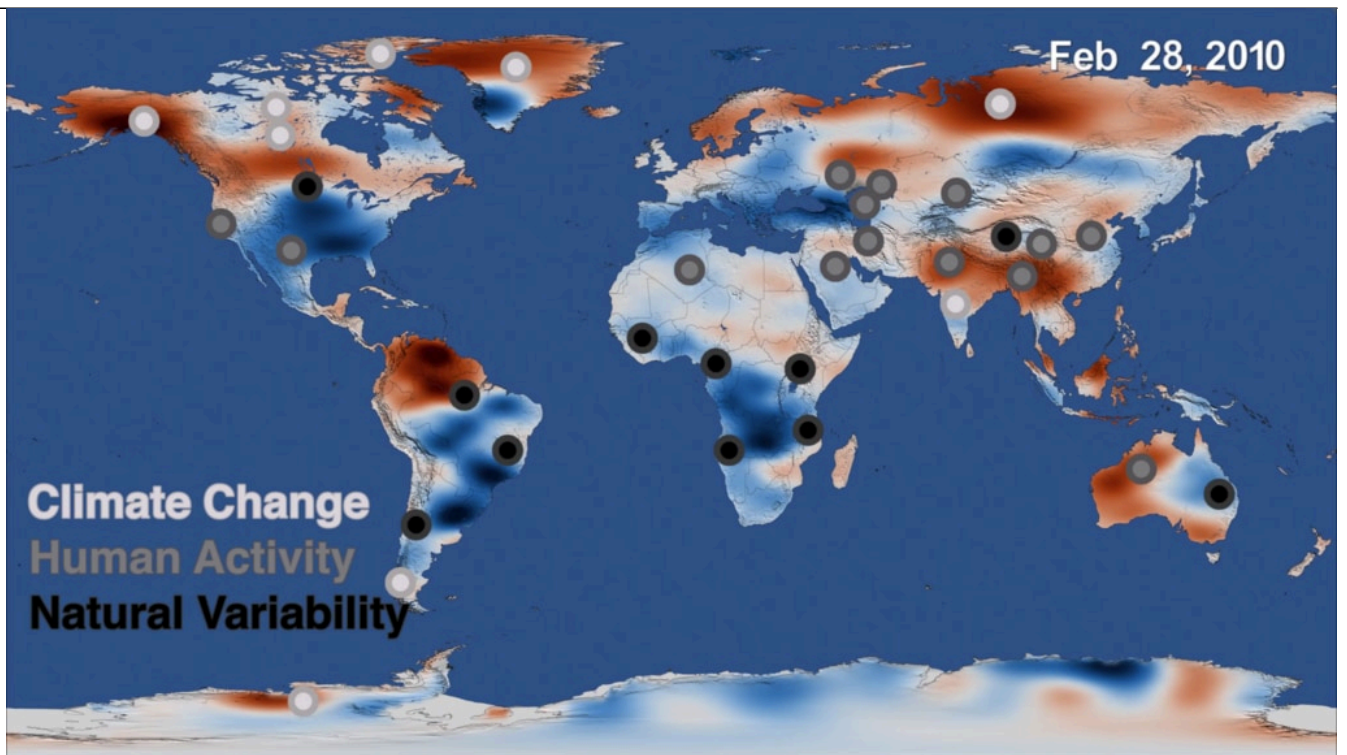 Feb 28, 2010
Climate Change
Human Activity
Natural Variability